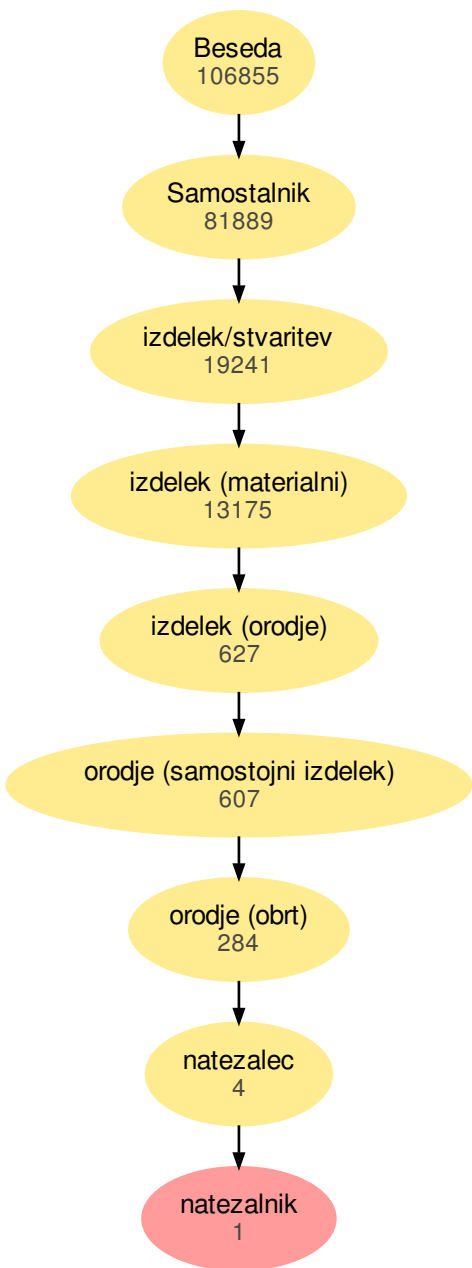 Beseda
106855
Samostalnik
81889
izdelek/stvaritev
19241
izdelek (materialni)
13175
izdelek (orodje)
627
orodje (samostojni izdelek)
607
orodje (obrt)
284
natezalec
4
natezalnik
1